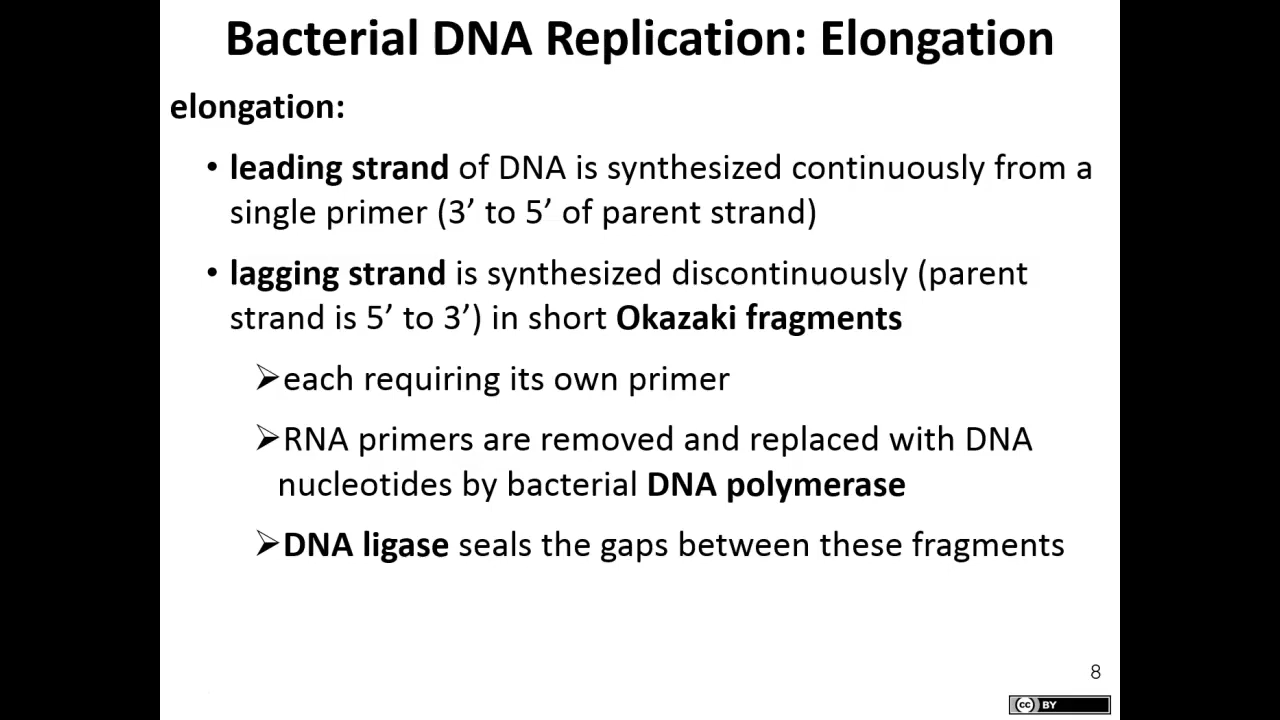 Bacterial DNA Replication: Elongation
elongation:
• leading strand of DNA is synthesized continuously from a
single primer (3’ to 5’ of parent strand)
• lagging strand is synthesized discontinuously (parent
strand is 5’ to 3’) in short Okazaki fragments
➢each requiring its own primer
➢RNA primers are removed and replaced with DNA
nucleotides by bacterial DNA polymerase
➢DNA ligase seals the gaps between these fragments
8
cc BY